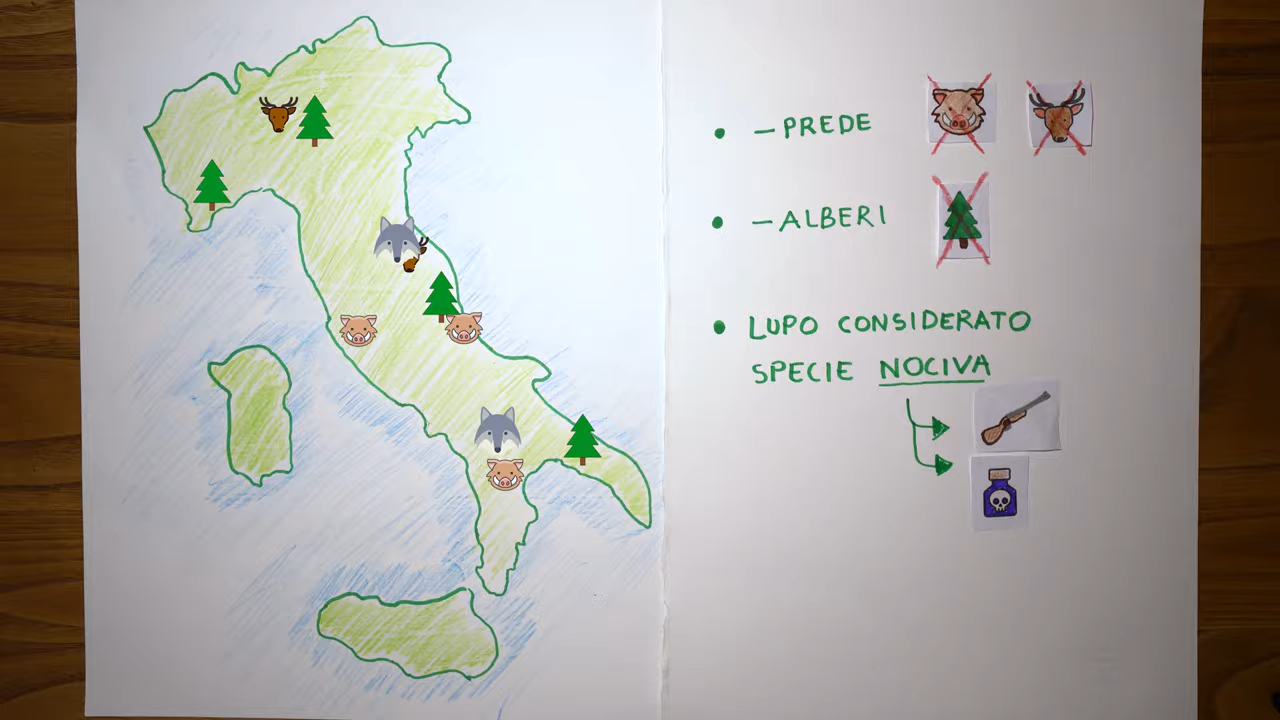 • – PREDE
• – ALBERI
• LUPO CONSIDERATO
SPECIE NOCIVA